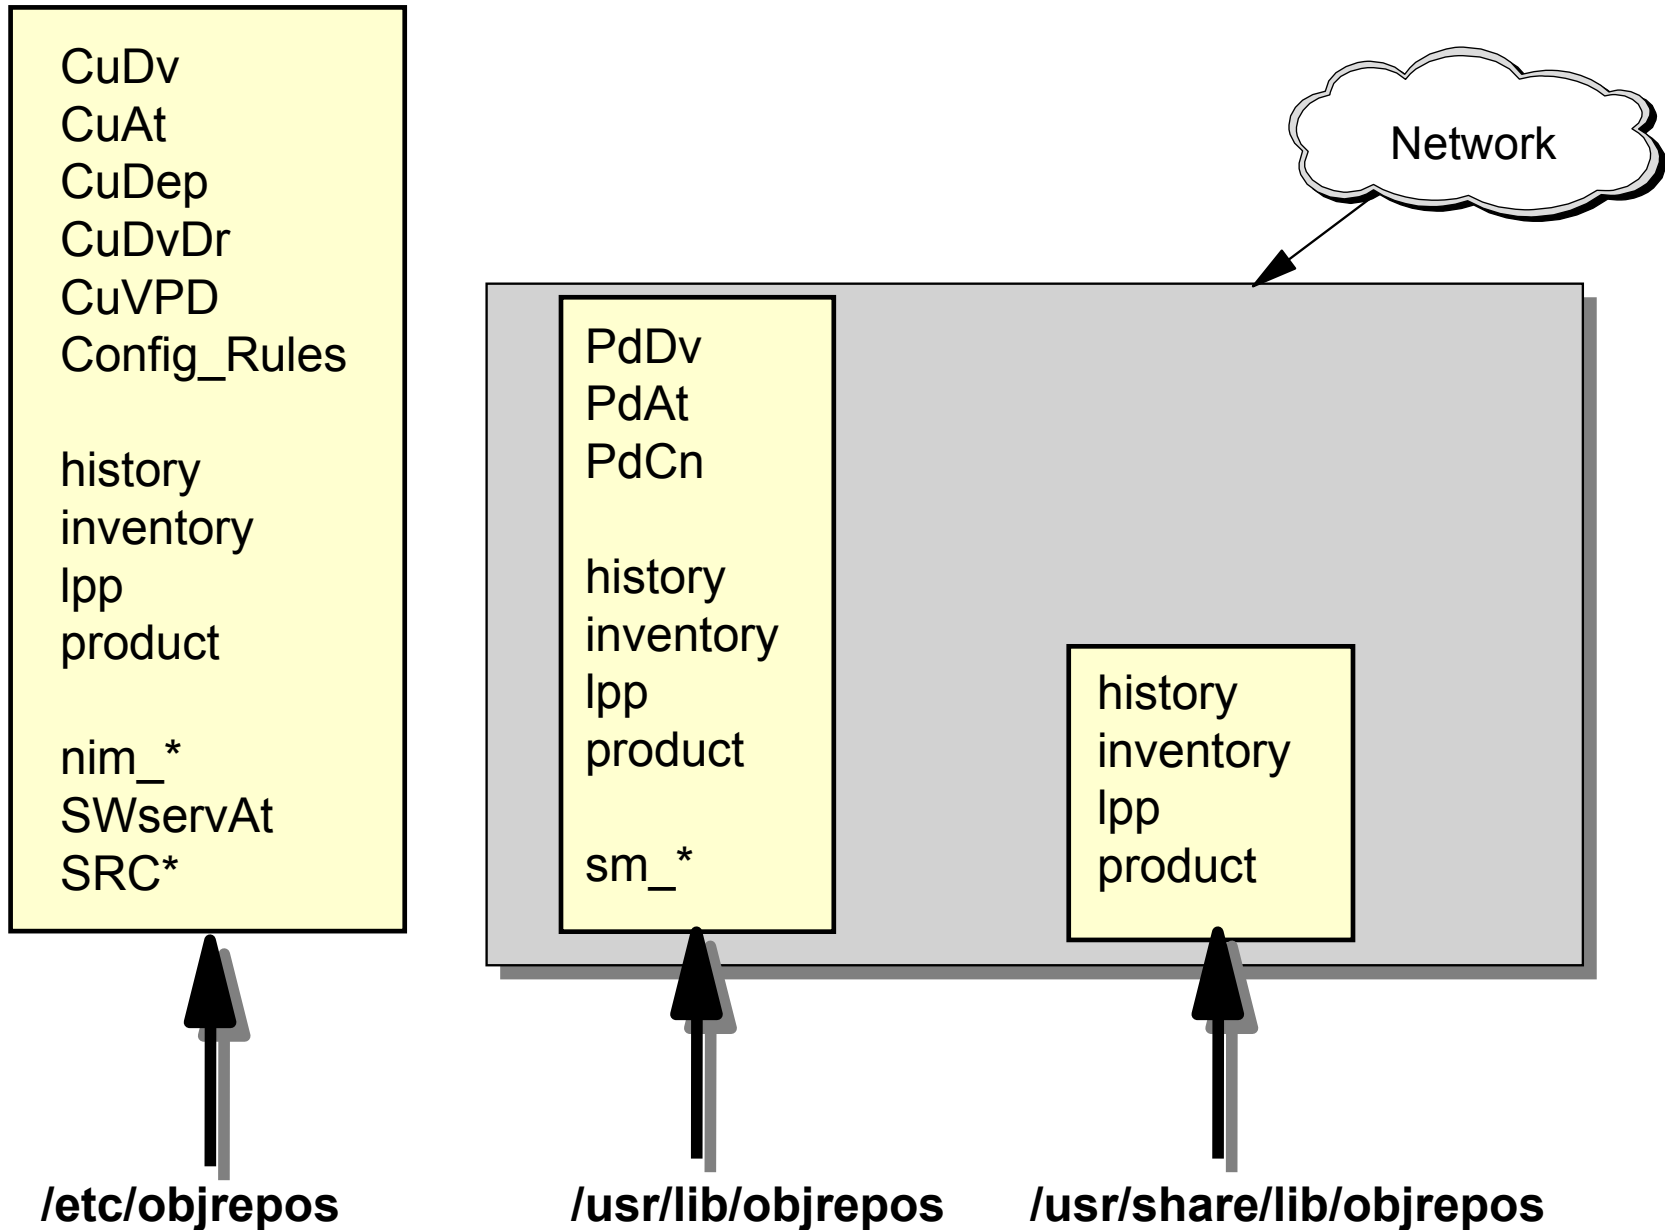 CuDv
CuAt
CuDep
CuDvDr
CuVPD
Config_Rules
history
inventory
lpp
product
nim_*
SWservAt
SRC*
/etc/objrepos
Network
PdDv
PdAt
PdCn
history
inventory
lpp
product
sm_*
/usr/lib/objrepos
history
inventory
lpp
product
/usr/share/lib/objrepos